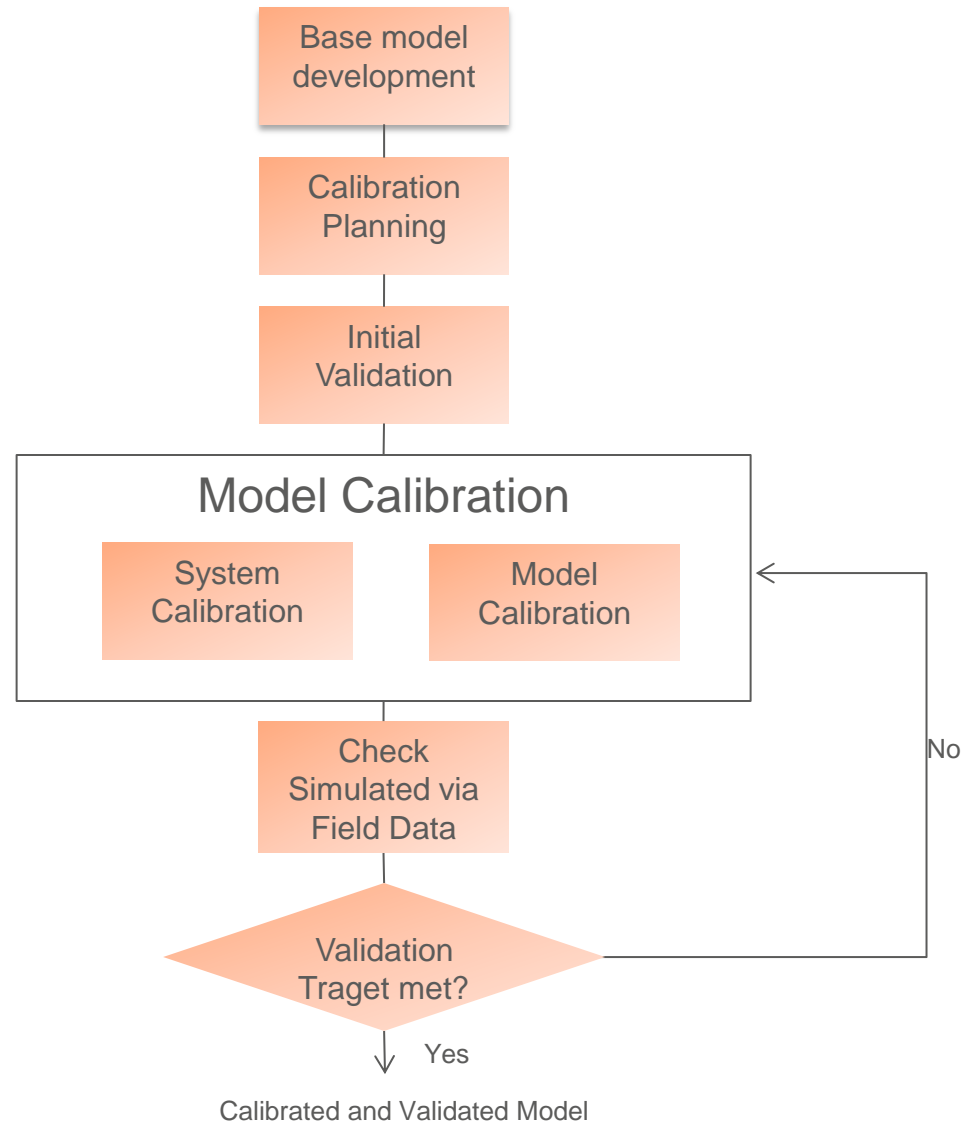 Base model
development
Calibration
Planning
Initial
Validation
Model Calibration
System
Calibration
Model
Calibration
Check
Simulated via
Field Data
No
Validation
Traget met?
Yes
Calibrated and Validated Model